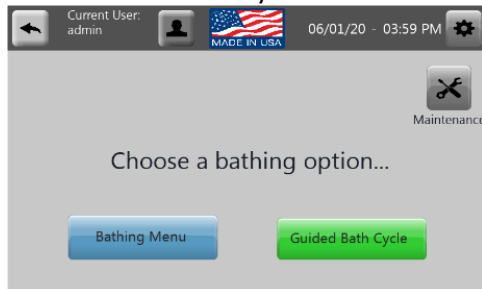 Current User:
admin
MADE IN USA
06/01/20 - 03:59 PM
Maintenance
Choose a bathing option...
Bathing Menu
Guided Bath Cycle